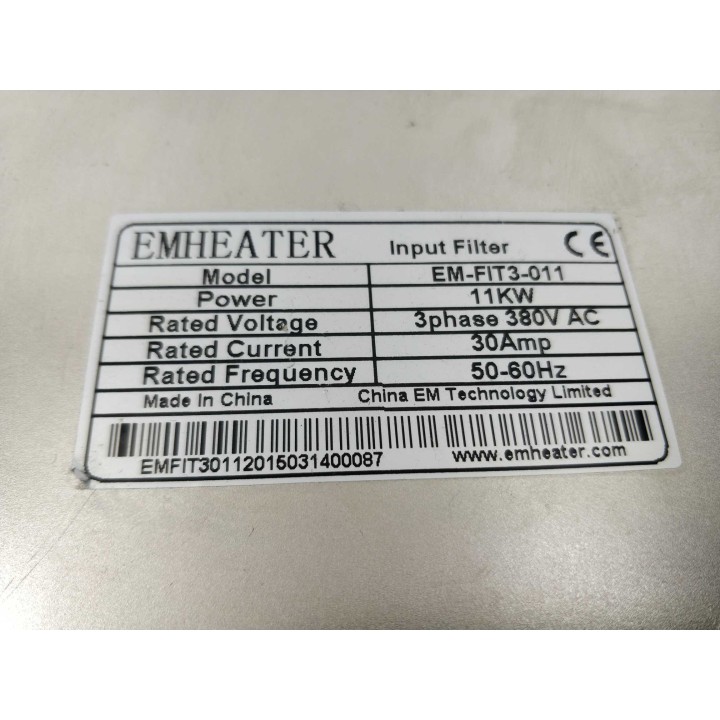 EMHEATER Input Filter CE
Model EM-FIT3-011
Power 11KW
Rated Voltage 3phase 380V AC
Rated Current 30Amp
Rated Frequency 50-60Hz
Made In China China EM Technology Limited
EMFIT30112015031400087 www.emheater.com